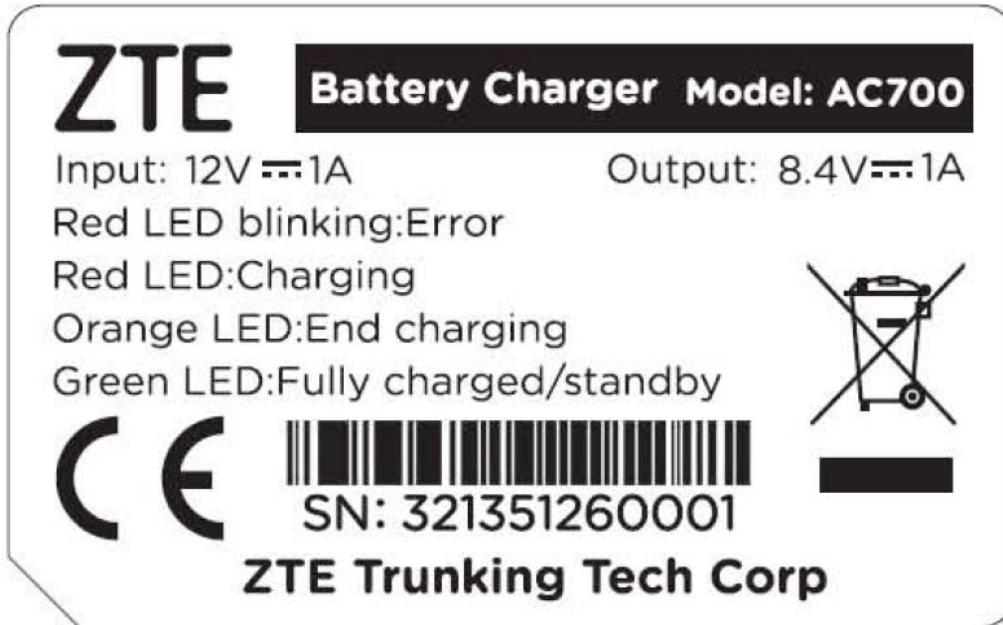 ZTE Battery Charger Model: AC700
Input: 12V⎓1A Output: 8.4V⎓1A
Red LED blinking:Error
Red LED:Charging
Orange LED:End charging
Green LED:Fully charged/standby
CE
SN: 321351260001
ZTE Trunking Tech Corp